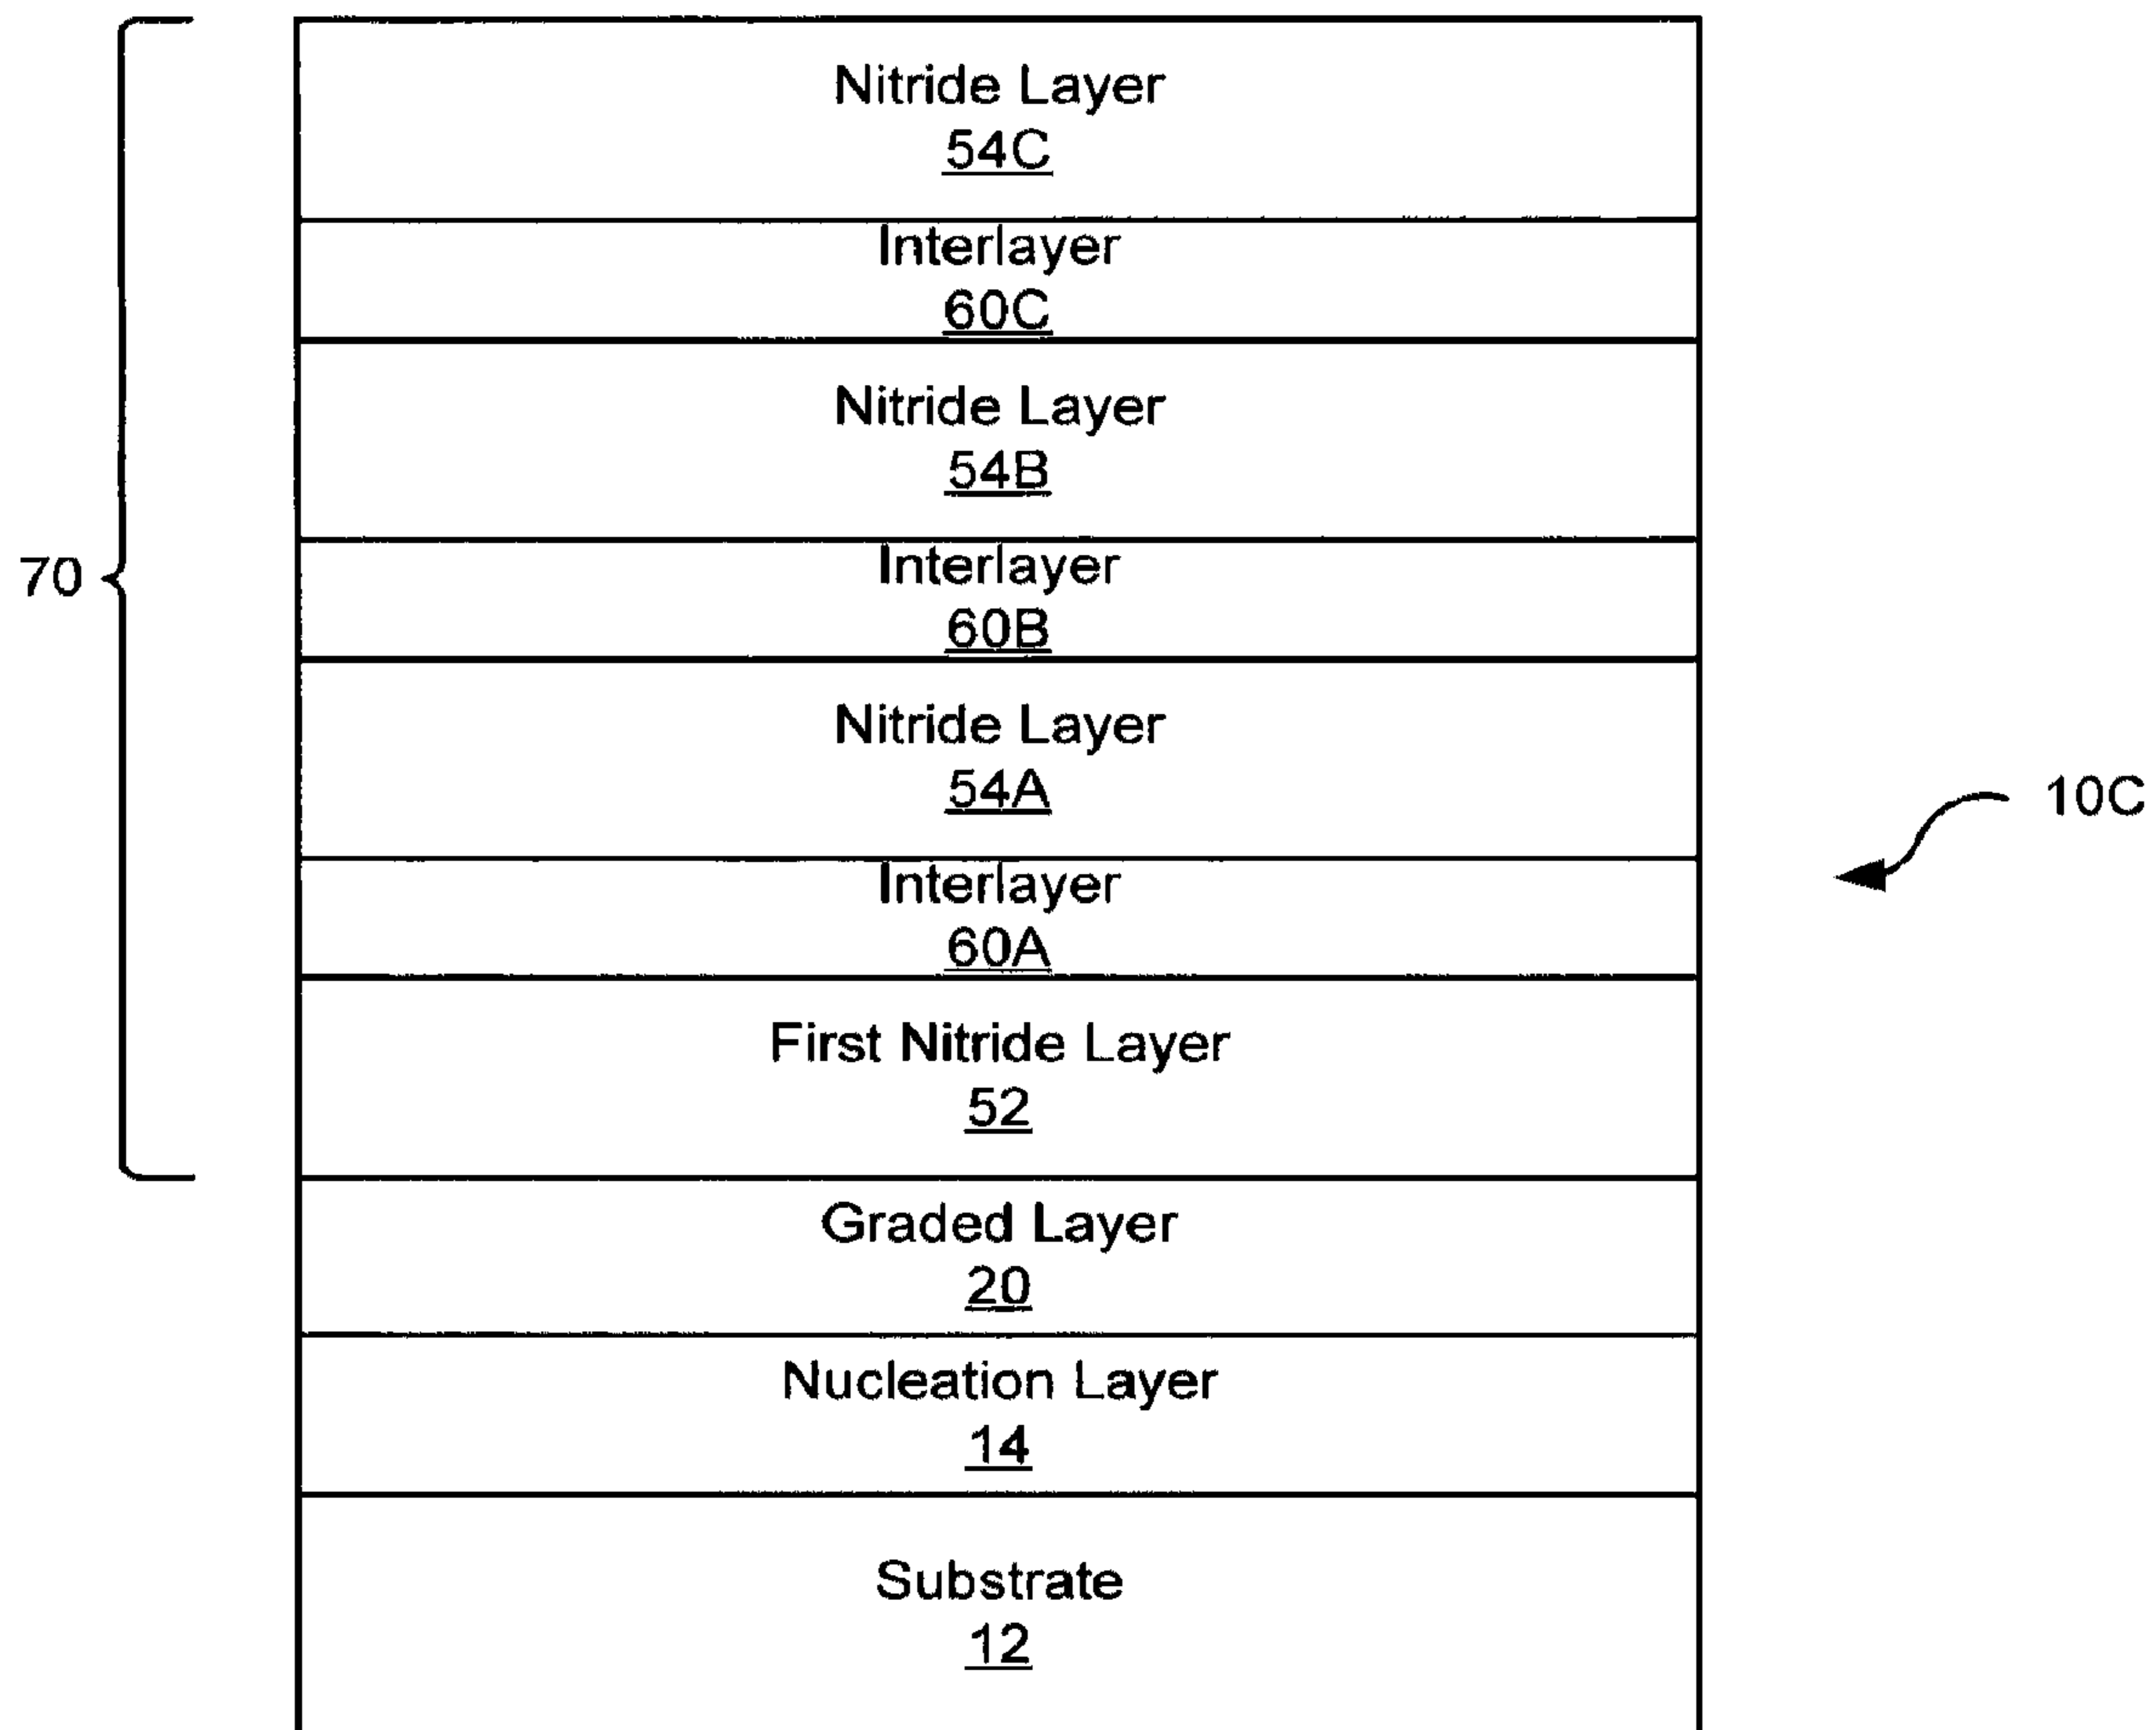 Nitride Layer
54C
Interlayer
60C
Nitride Layer
54B
70
Interlayer
60B
Nitride Layer
54A
10C
Interlayer
60A
First Nitride Layer
52
Graded Layer
20
Nucleation Layer
14
Substrate
12